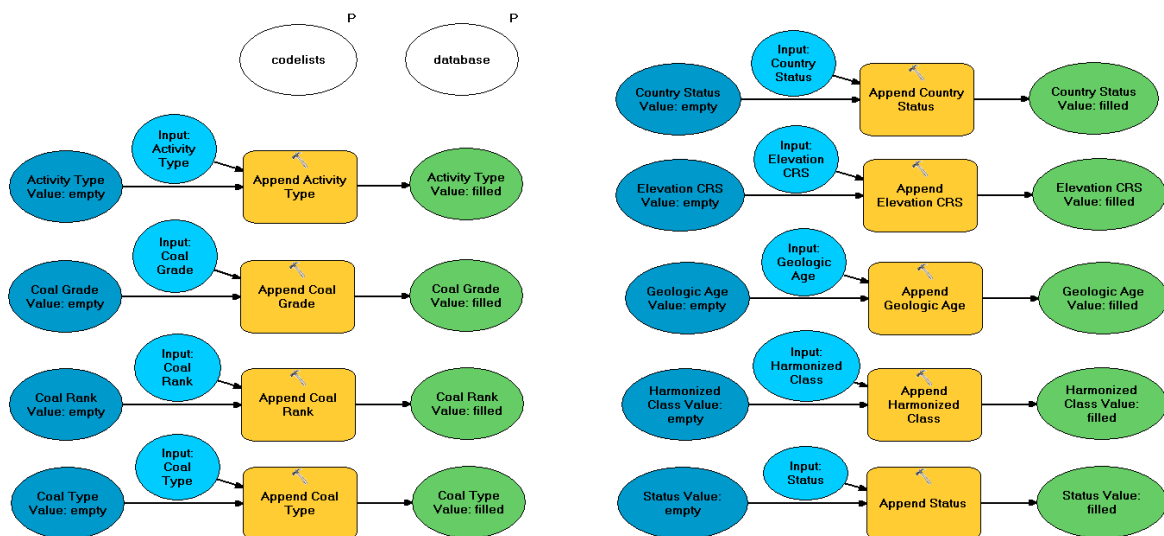 P
P
codelists
database
Input:
Activity
Type
Activity Type
Value: empty
Append Activity
Type
Activity Type
Value: filled
Input:
Coal
Grade
Coal Grade
Value: empty
Append Coal
Grade
Coal Grade
Value: filled
Input:
Coal
Rank
Coal Rank
Value: empty
Append Coal
Rank
Coal Rank
Value: filled
Input:
Coal
Type
Coal Type
Value: empty
Append Coal
Type
Coal Type
Value: filled
Input:
Country
Status
Country Status
Value: empty
Append Country
Status
Country Status
Value: filled
Input:
Elevation
CRS
Elevation CRS
Value: empty
Append
Elevation CRS
Elevation CRS
Value: filled
Input:
Geologic
Age
Geologic Age
Value: empty
Append
Geologic Age
Geologic Age
Value: filled
Input:
Harmonized
Class
Harmonized
Class Value:
empty
Append
Harmonized
Class
Harmonized
Class Value:
filled
Input:
Status
Status Value:
empty
Append Status
Status Value:
filled